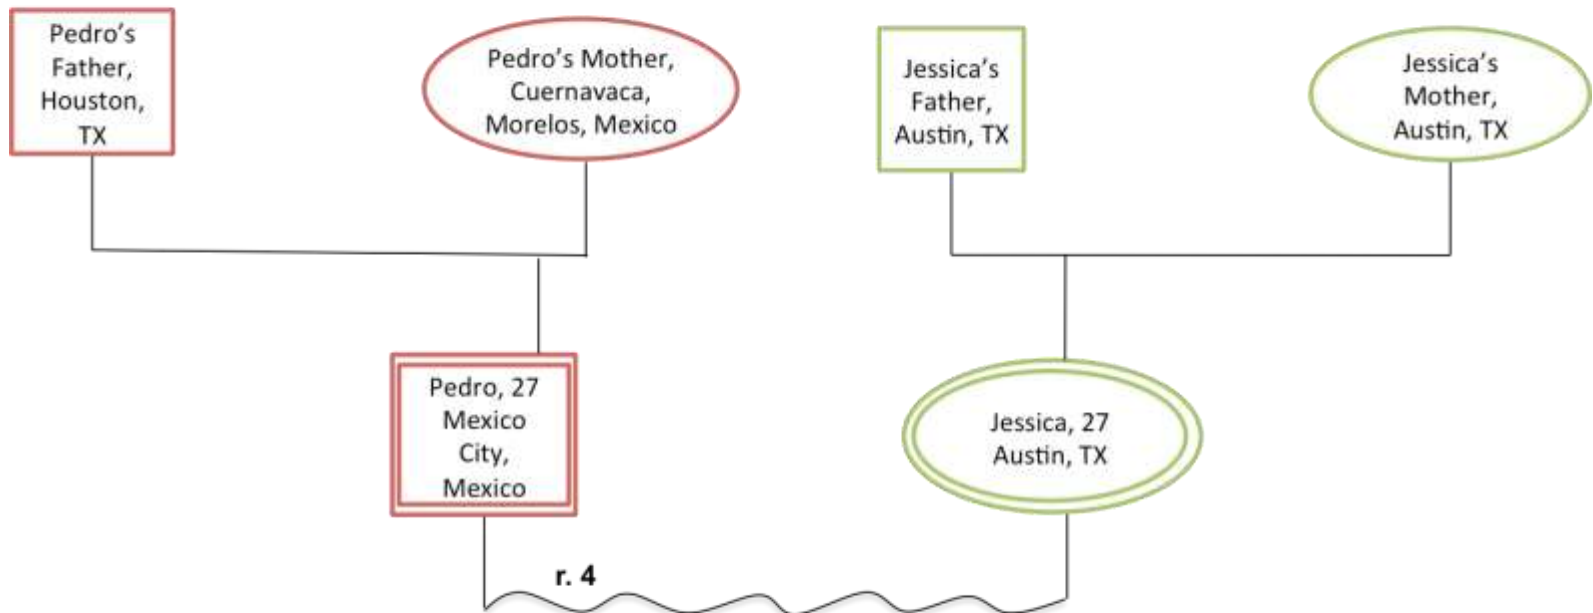 Pedro’s
Father,
Houston,
TX
Pedro’s Mother,
Cuernavaca,
Morelos, Mexico
Jessica’s
Father,
Austin, TX
Jessica’s
Mother,
Austin, TX
Pedro, 27
Mexico
City,
Mexico
Jessica, 27
Austin, TX
r. 4